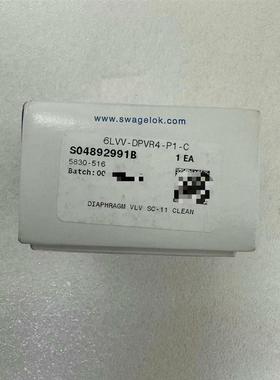 www.swagelok.com
6LVV-DPVR4-P1-C
S04892991B 1 EA
5830-516
Batch:00
DIAPHRAGM VLV SC-11 CLEAN